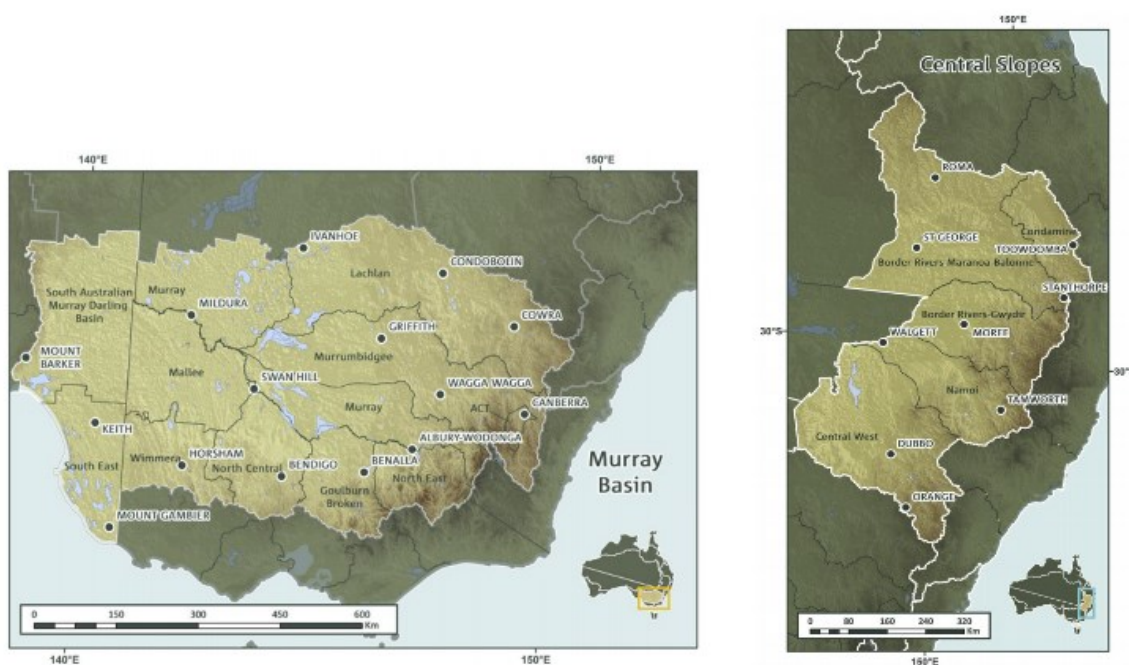 140°E
150°E
IVANHOE
Lachlan
CONDOBOLIN
South Australian
Murray Darling
Basin
Murray
MILDURA
COWRA
GRIFFITH
Murrumbidgee
MOUNT
BARKER
Mallee
SWAN HILL
WAGGA WAGGA
Murray
ACT
CANBERRA
KEITH
ALBURY-WODONGA
Wimmera
HORSHAM
North Central
BENDIGO
BENALLA
South East
Goulburn
Broken
North East
MOUNT GAMBIER
Murray
Basin
0 150 300 450 600
Km
140°E
150°E
150°E
Central Slopes
ROMA
Condamine
ST GEORGE
TOOWOOMBA
Border Rivers Maranoa Balonne
STANTHORPE
Border Rivers-Gwydir
30°S
WALGETT
MOREE
30°
Namoi
TAMWORTH
Central West
DUBBO
ORANGE
0 80 160 240 320
Km
150°E